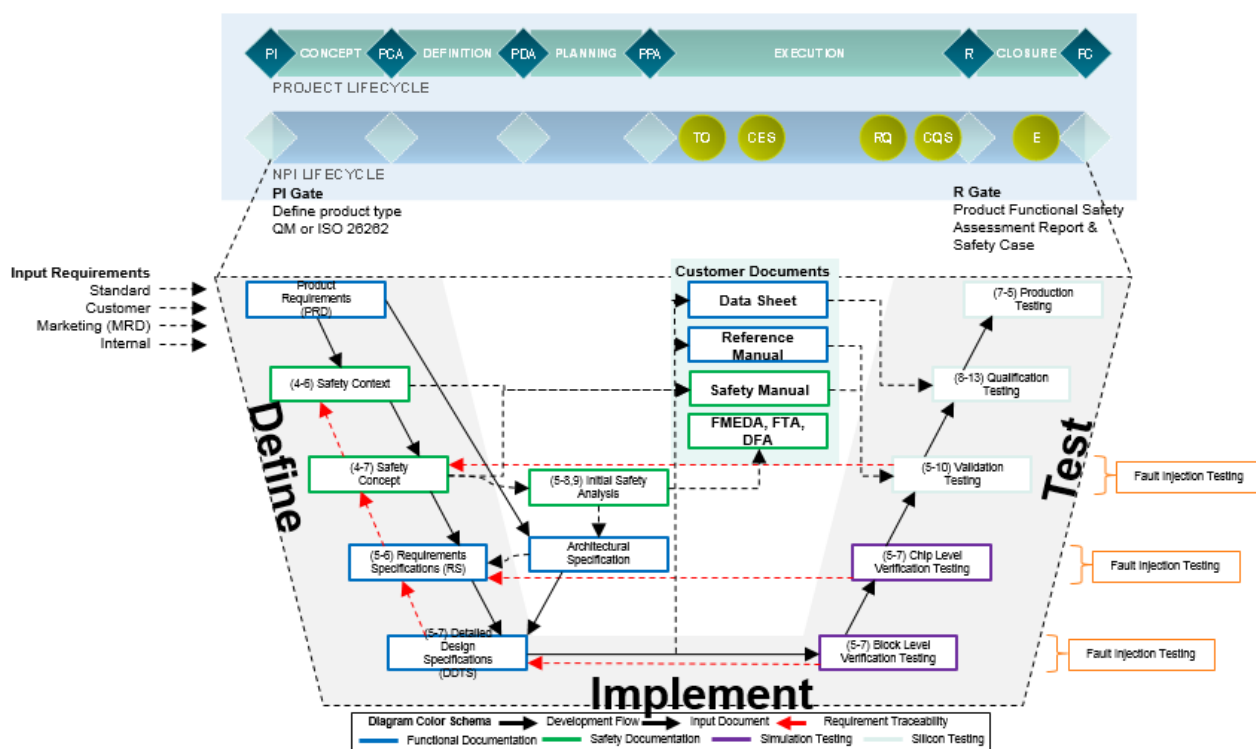 PI CONCEPT PCA DEFINITION PDA PLANNING PPA EXECUTION R CLOSURE PC
PROJECT LIFECYCLE
TO CES RQ CQS E
NPI LIFECYCLE
PI Gate
Define product type
QM or ISO 26262
R Gate
Product Functional Safety
Assessment Report &
Safety Case
Input Requirements
Standard
Customer
Marketing (MRD)
Internal
Product
Requirements
(PRD)
(4-6) Safety Context
(4-7) Safety
Concept
(5-8,9) Initial Safety
Analysis
(5-6) Requirements
Specifications (RS)
Architectural
Specification
(5-7) Detailed
Design
Specifications
(DDTS)
Customer Documents
Data Sheet
Reference
Manual
Safety Manual
FMEDA, FTA,
DFA
(7-5) Production
Testing
(8-13) Qualification
Testing
(5-10) Validation
Testing
(5-7) Chip Level
Verification Testing
(5-7) Block Level
Verification Testing
Fault Injection Testing
Fault Injection Testing
Fault Injection Testing
Define
Implement
Test
Diagram Color Schema Development Flow Input Document Requirement Traceability
Functional Documentation Safety Documentation Simulation Testing Silicon Testing